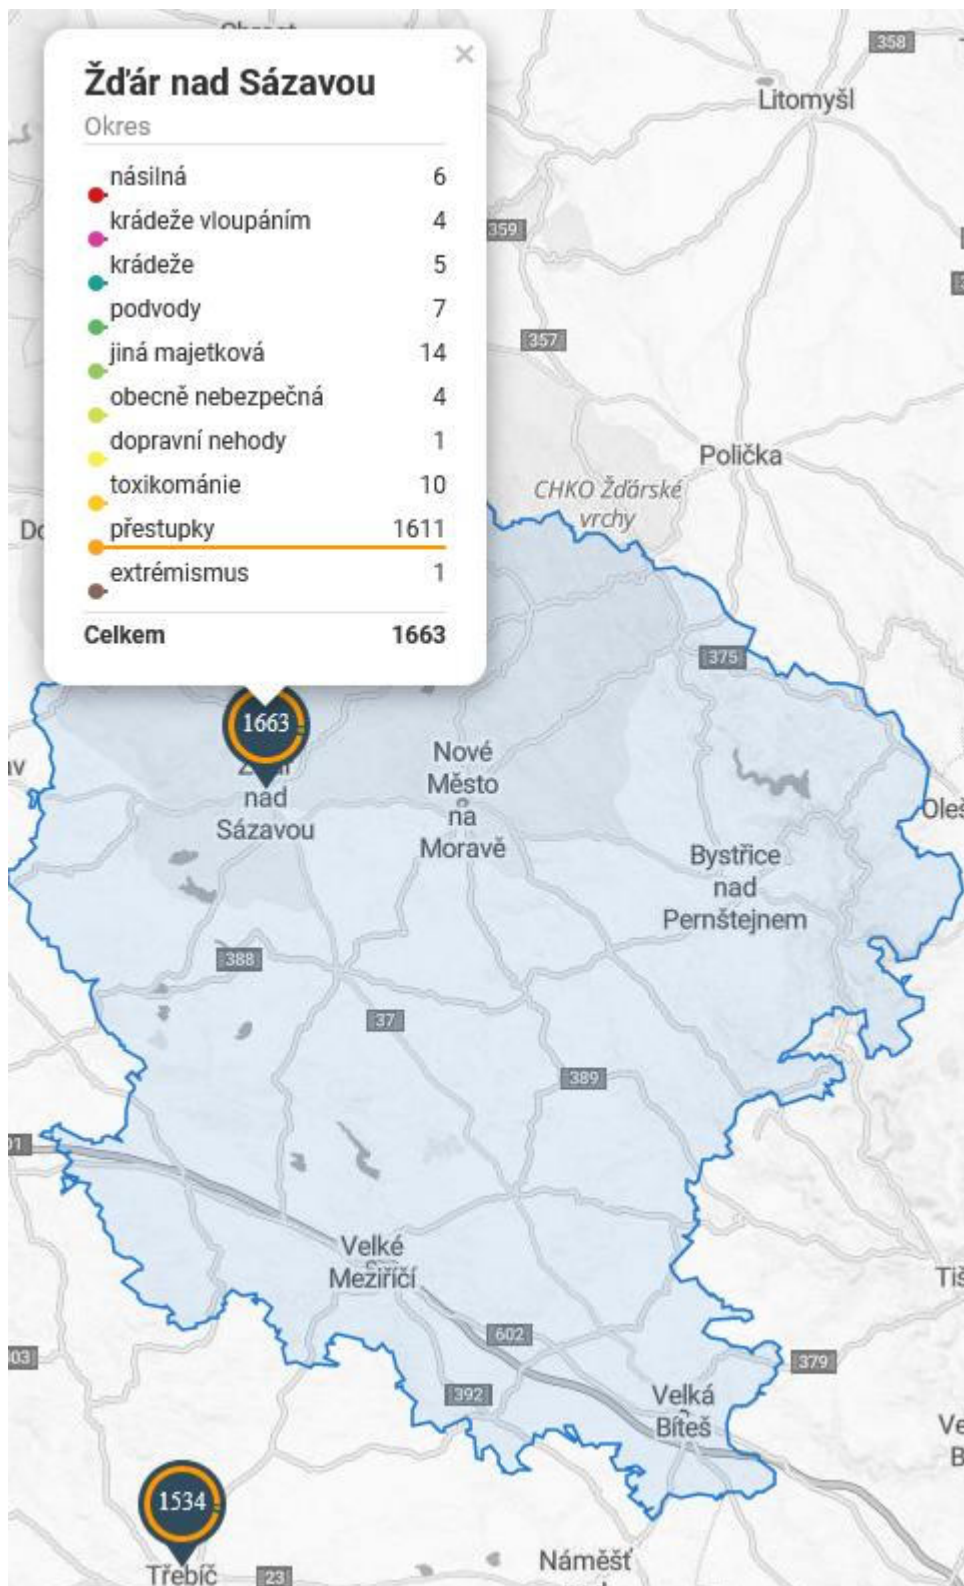 Žďár nad Sázavou
×
Okres
násilná 6
krádeže vloupáním 4
krádeže 5
podvody 7
jiná majetková 14
obecně nebezpečná 4
dopravní nehody 1
toxikománie 10
přestupky 1611
extrémismus 1
Celkem 1663
358
Litomyšl
359
357
Polička
CHKO Žďárské
vrchy
375
1663
nad
Sázavou
Nové
Město
na
Moravě
Bystřice
nad
Pernštejnem
388
37
389
Velké
Meziříčí
602
379
392
Velká
Bíteš
1534
Třebíč
23
Náměšť